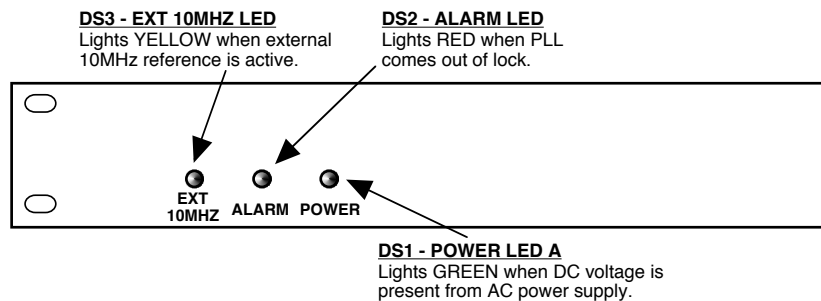 DS3 - EXT 10MHZ LED
Lights YELLOW when external
10MHz reference is active.
DS2 - ALARM LED
Lights RED when PLL
comes out of lock.
EXT
10MHZ
ALARM
POWER
DS1 - POWER LED A
Lights GREEN when DC voltage is
present from AC power supply.